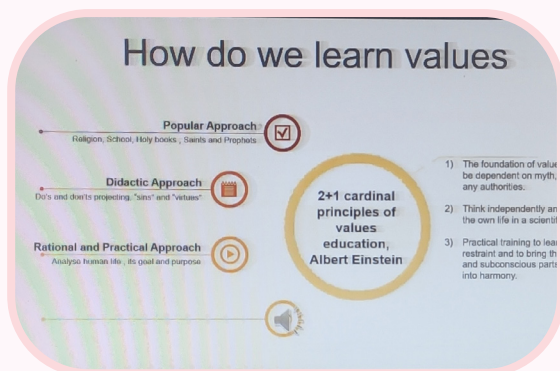 How do we learn values
Popular Approach
Religion, School, Holy books , Saints and Prophets
Didactic Approach
Do's and don'ts projecting, "sins" and "virtues"
Rational and Practical Approach
Analyse human life , its goal and purpose
2+1 cardinal
principles of
values
education,
Albert Einstein
1) The foundation of value
be dependent on myth,
any authorities.
2) Think independently an
the own life in a scientif
3) Practical training to lea
restraint and to bring th
and subconscious parts
into harmony.